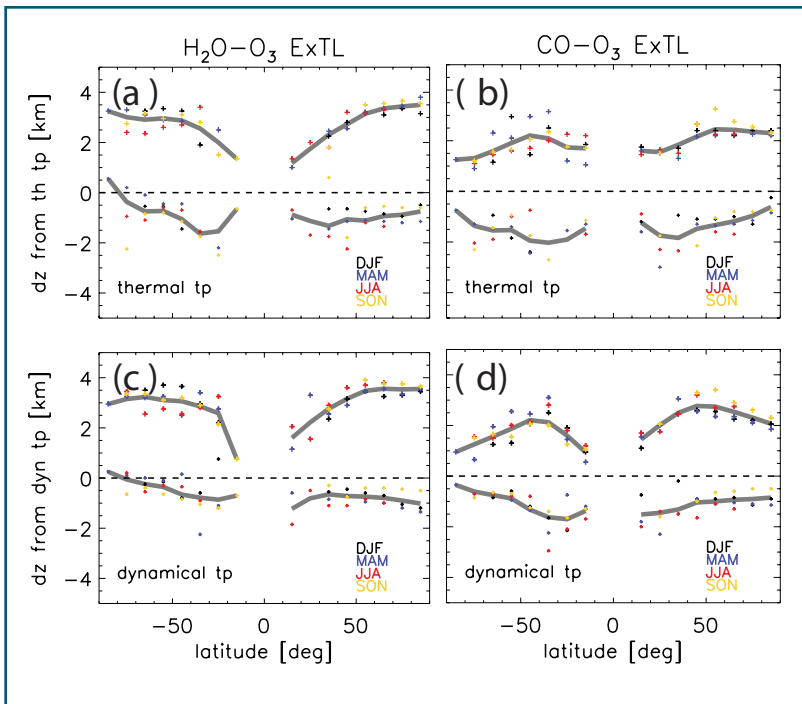 H₂O−O₃ ExTL
CO−O₃ ExTL
(a)
( b)
dz from th tp [km]
4
2
0
−2
−4
thermal tp
DJF
MAM
JJA
SON
thermal tp
DJF
MAM
JJA
SON
(c)
( d)
dz from dyn tp [km]
4
2
0
−2
−4
dynamical tp
DJF
MAM
JJA
SON
dynamical tp
DJF
MAM
JJA
SON
−50 0 50
−50 0 50
latitude [deg]
latitude [deg]